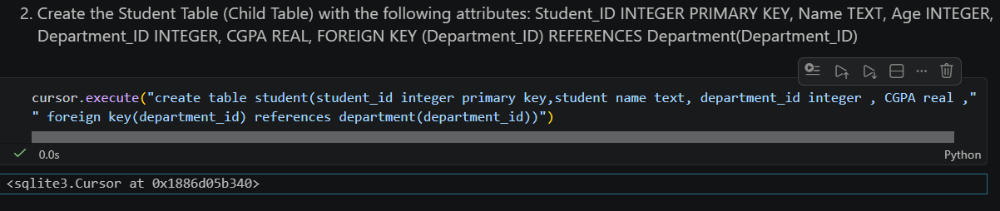 2. Create the Student Table (Child Table) with the following attributes: Student_ID INTEGER PRIMARY KEY, Name TEXT, Age INTEGER,
Department_ID INTEGER, CGPA REAL, FOREIGN KEY (Department_ID) REFERENCES Department(Department_ID)
cursor.execute("create table student(student_id integer primary key,student name text, department_id integer , CGPA real ,"
" foreign key(department_id) references department(department_id))")
0.0s
Python
<sqlite3.Cursor at 0x1886d05b340>